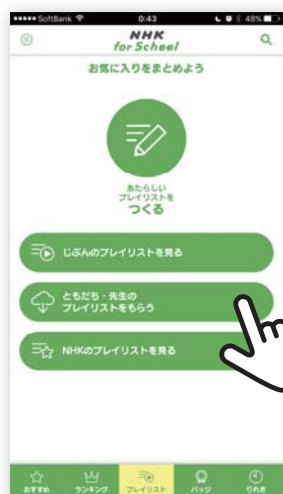 SoftBank 0:43 48%
NHK
for School
お気に入りをまとめよう
あたらしい
プレイリストを
つくる
じぶんのプレイリストを見る
ともだち・先生の
プレイリストをもらう
NHKのプレイリストを見る
おすすめ ランキング プレイリスト バッジ りれき